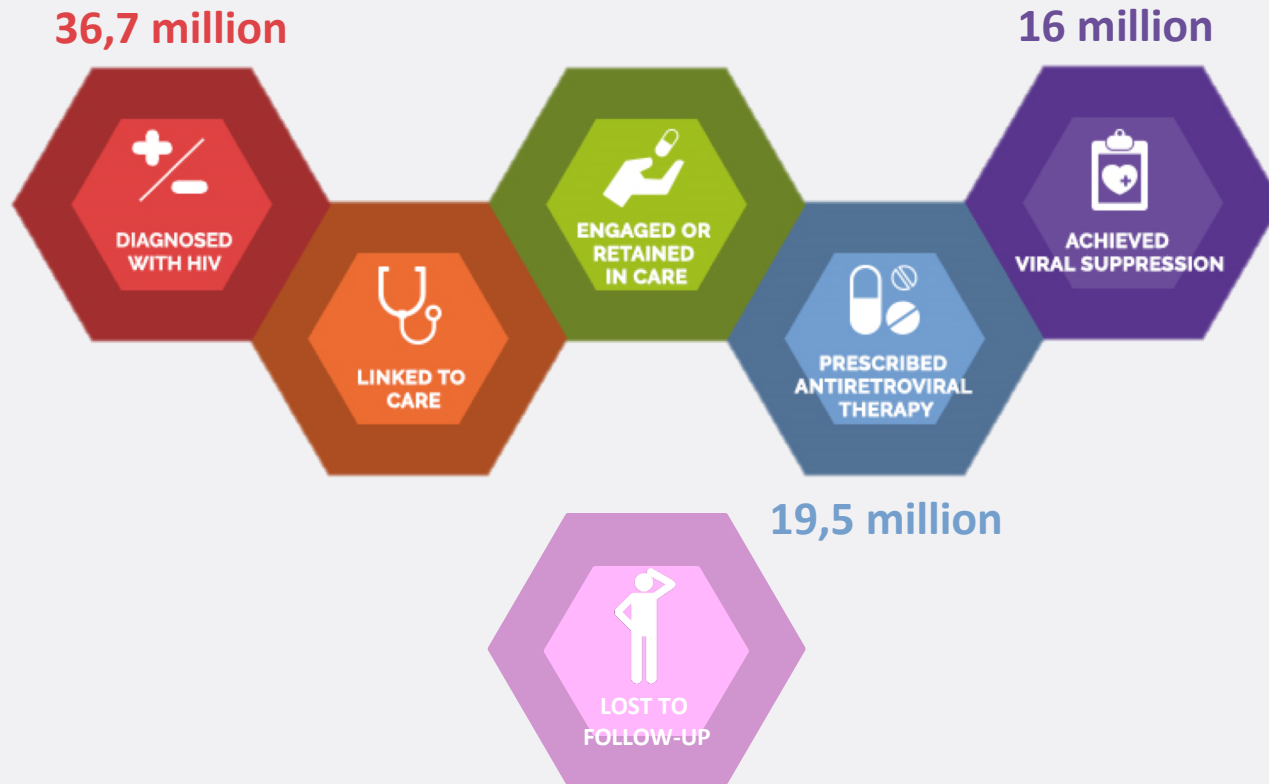 36,7 million
16 million
DIAGNOSED
WITH HIV
LINKED TO
CARE
ENGAGED OR
RETAINED
IN CARE
PRESCRIBED
ANTIRETROVIRAL
THERAPY
ACHIEVED
VIRAL SUPPRESSION
19,5 million
LOST TO
FOLLOW-UP